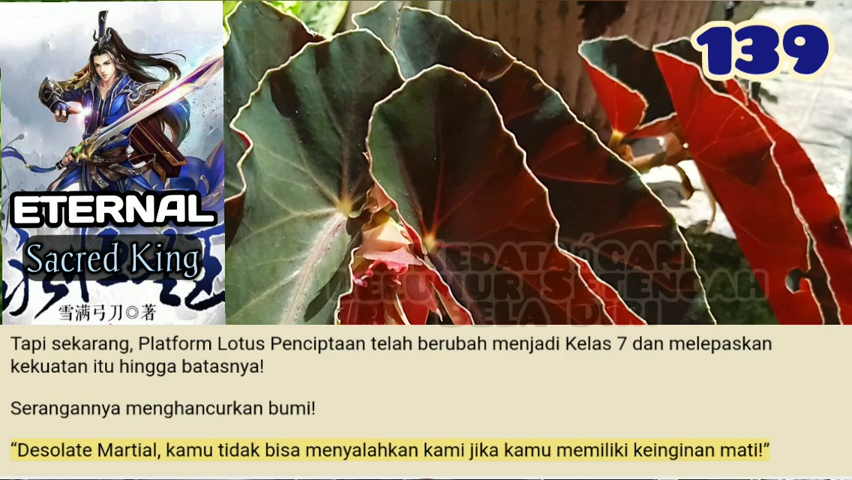 139
ETERNAL
Sacred King
雪满弓刀◎著
Tapi sekarang, Platform Lotus Penciptaan telah berubah menjadi Kelas 7 dan melepaskan
kekuatan itu hingga batasnya!
Serangannya menghancurkan bumi!
“Desolate Martial, kamu tidak bisa menyalahkan kami jika kamu memiliki keinginan mati!”